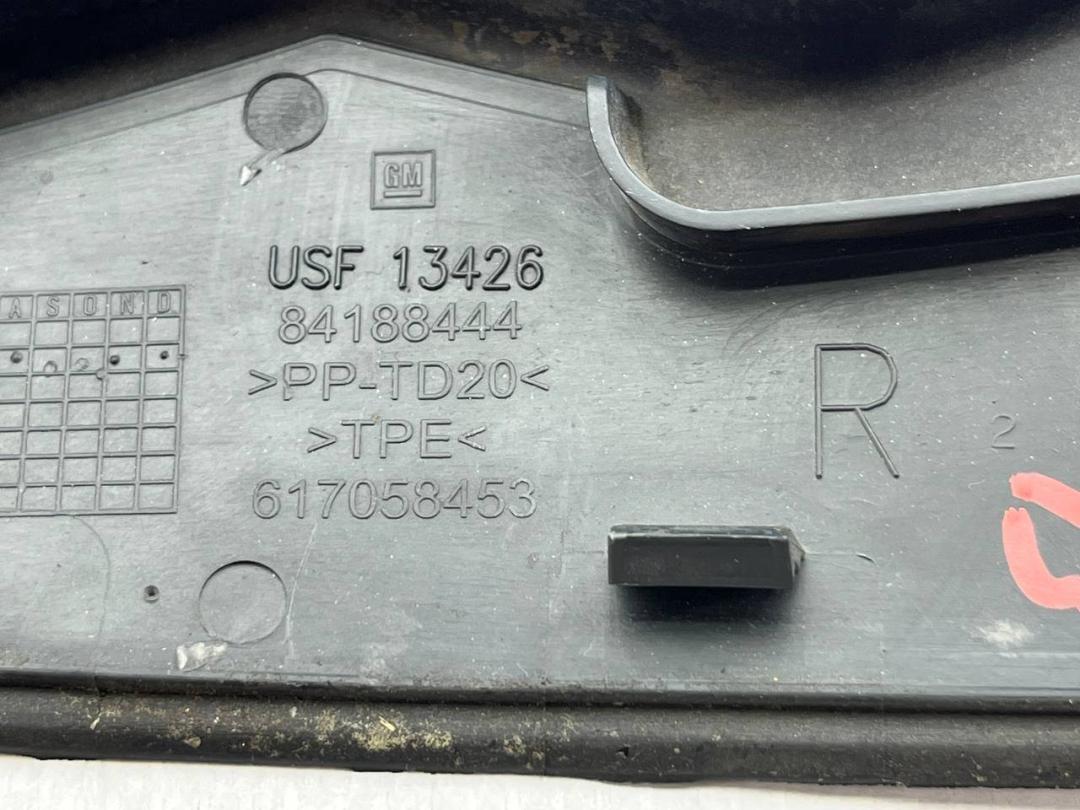 GM
USF 13426
A S O N D
84188444
>PP-TD20<
>TPE<
617058453
R
2